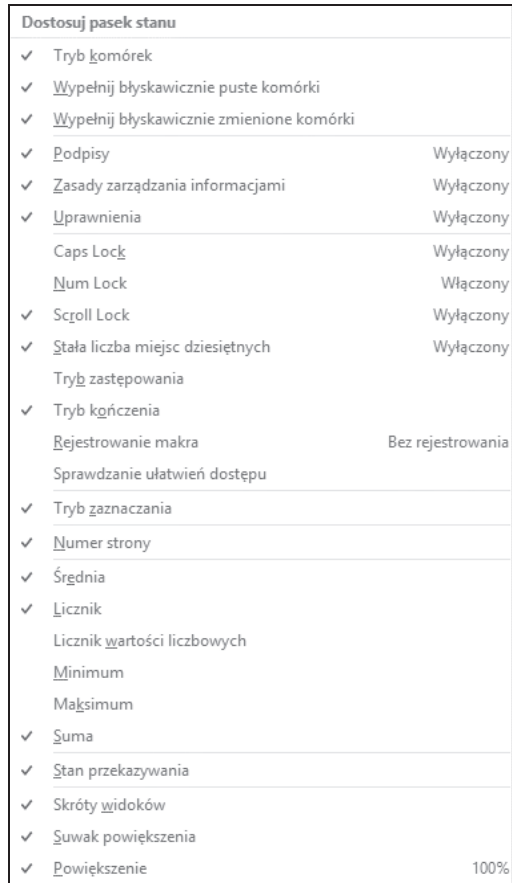 Dostosuj pasek stanu
Tryb komórek
Wypełnij błyskawicznie puste komórki
Wypełnij błyskawicznie zmienione komórki
Podpisy Wyłączony
Zasady zarządzania informacjami Wyłączony
Uprawnienia Wyłączony
Caps Lock Wyłączony
Num Lock Włączony
Scroll Lock Wyłączony
Stała liczba miejsc dziesiętnych Wyłączony
Tryb zastępowania
Tryb kończenia
Rejestrowanie makra Bez rejestrowania
Sprawdzanie ułatwień dostępu
Tryb zaznaczania
Numer strony
Średnia
Licznik
Licznik wartości liczbowych
Minimum
Maksimum
Suma
Stan przekazywania
Skróty widoków
Suwak powiększenia
Powiększenie 100%